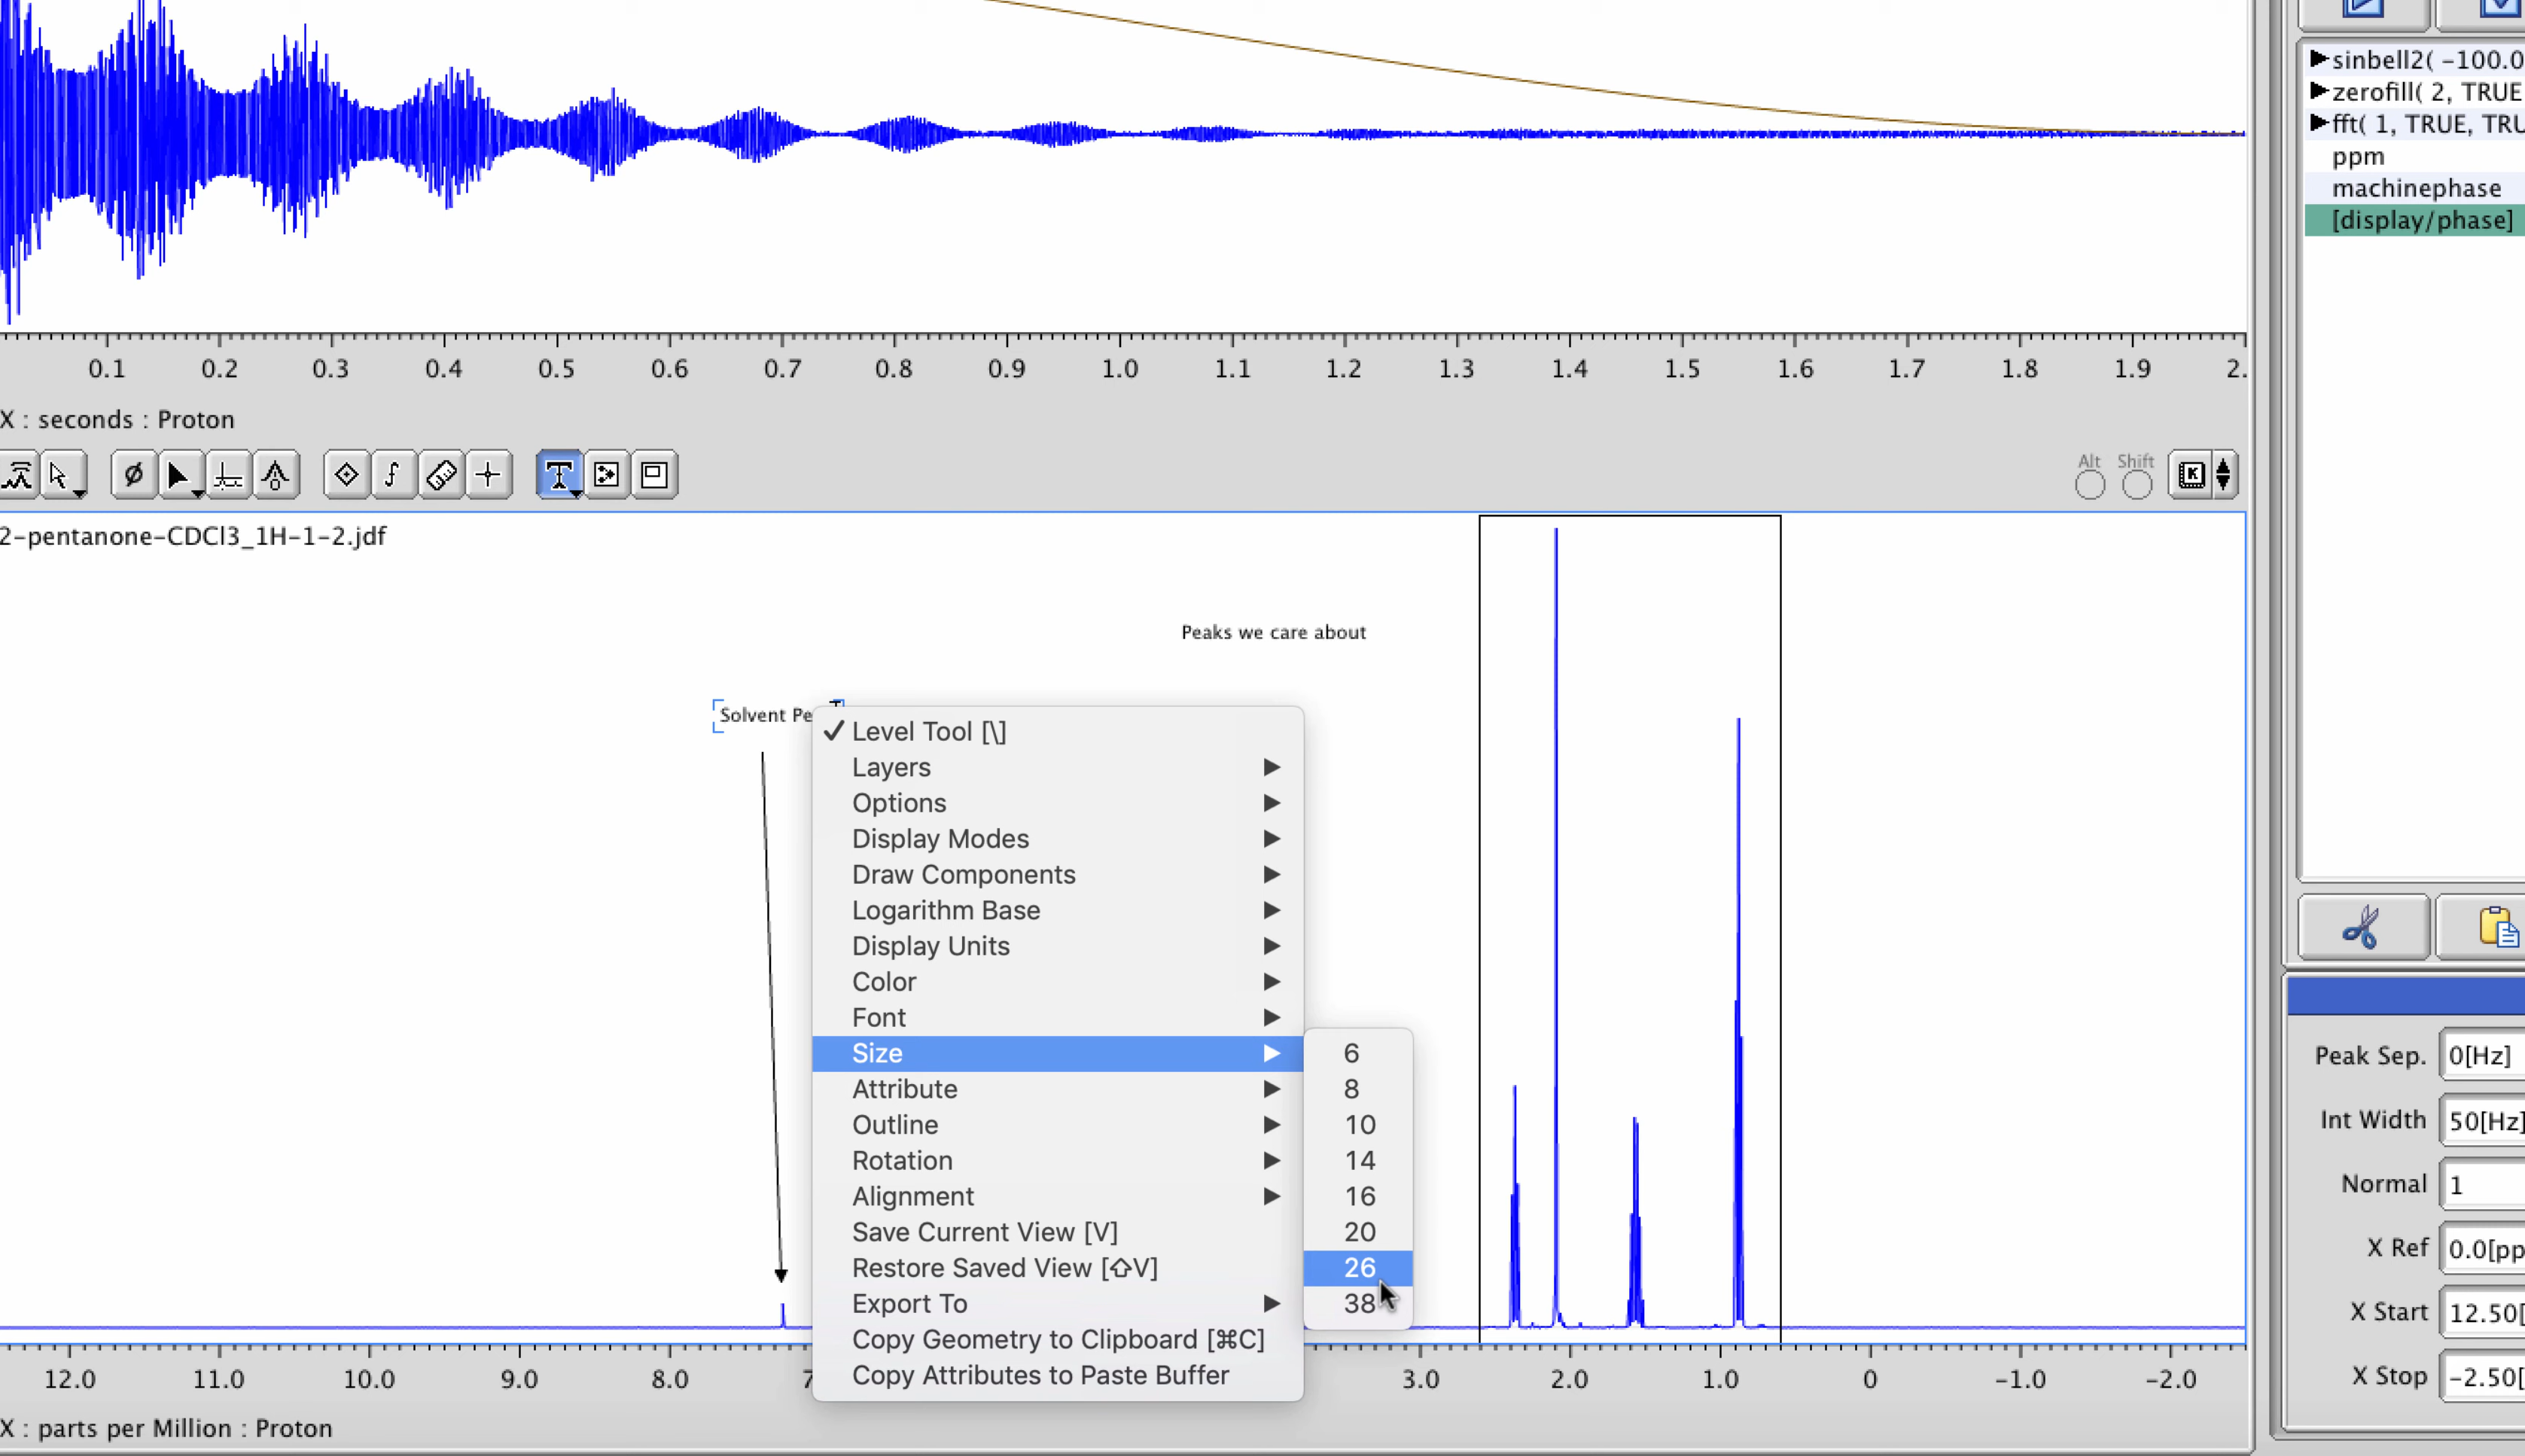 sinbell2( -100.0
zerofill( 2, TRUE
fft( 1, TRUE, TRU
ppm
machinephase
[display/phase]
0.1 0.2 0.3 0.4 0.5 0.6 0.7 0.8 0.9 1.0 1.1 1.2 1.3 1.4 1.5 1.6 1.7 1.8 1.9 2.
X : seconds : Proton
Alt Shift
K
2-pentanone-CDCl3_1H-1-2.jdf
Peaks we care about
Solvent Pe
✓ Level Tool [\]
Layers
Options
Display Modes
Draw Components
Logarithm Base
Display Units
Color
Font
Size
Attribute
Outline
Rotation
Alignment
Save Current View [V]
Restore Saved View [⇧V]
Export To
Copy Geometry to Clipboard [⌘C]
Copy Attributes to Paste Buffer
6
8
10
14
16
20
26
38
12.0 11.0 10.0 9.0 8.0 7 3.0 2.0 1.0 0 -1.0 -2.0
X : parts per Million : Proton
Peak Sep. 0[Hz]
Int Width 50[Hz]
Normal 1
X Ref 0.0[pp
X Start 12.50[
X Stop -2.50[